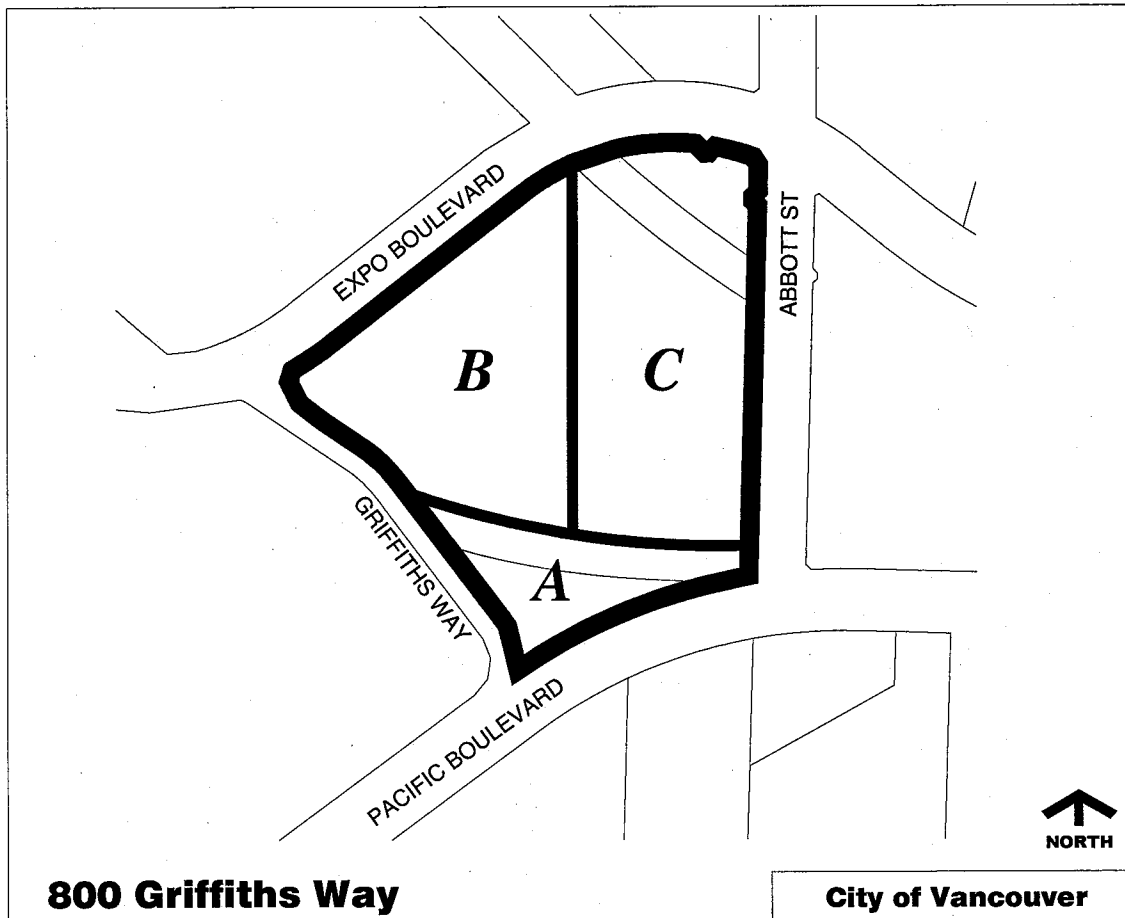 EXPO BOULEVARD
ABBOTT ST
B
C
GRIFFITHS WAY
A
PACIFIC BOULEVARD
NORTH
800 Griffiths Way
City of Vancouver